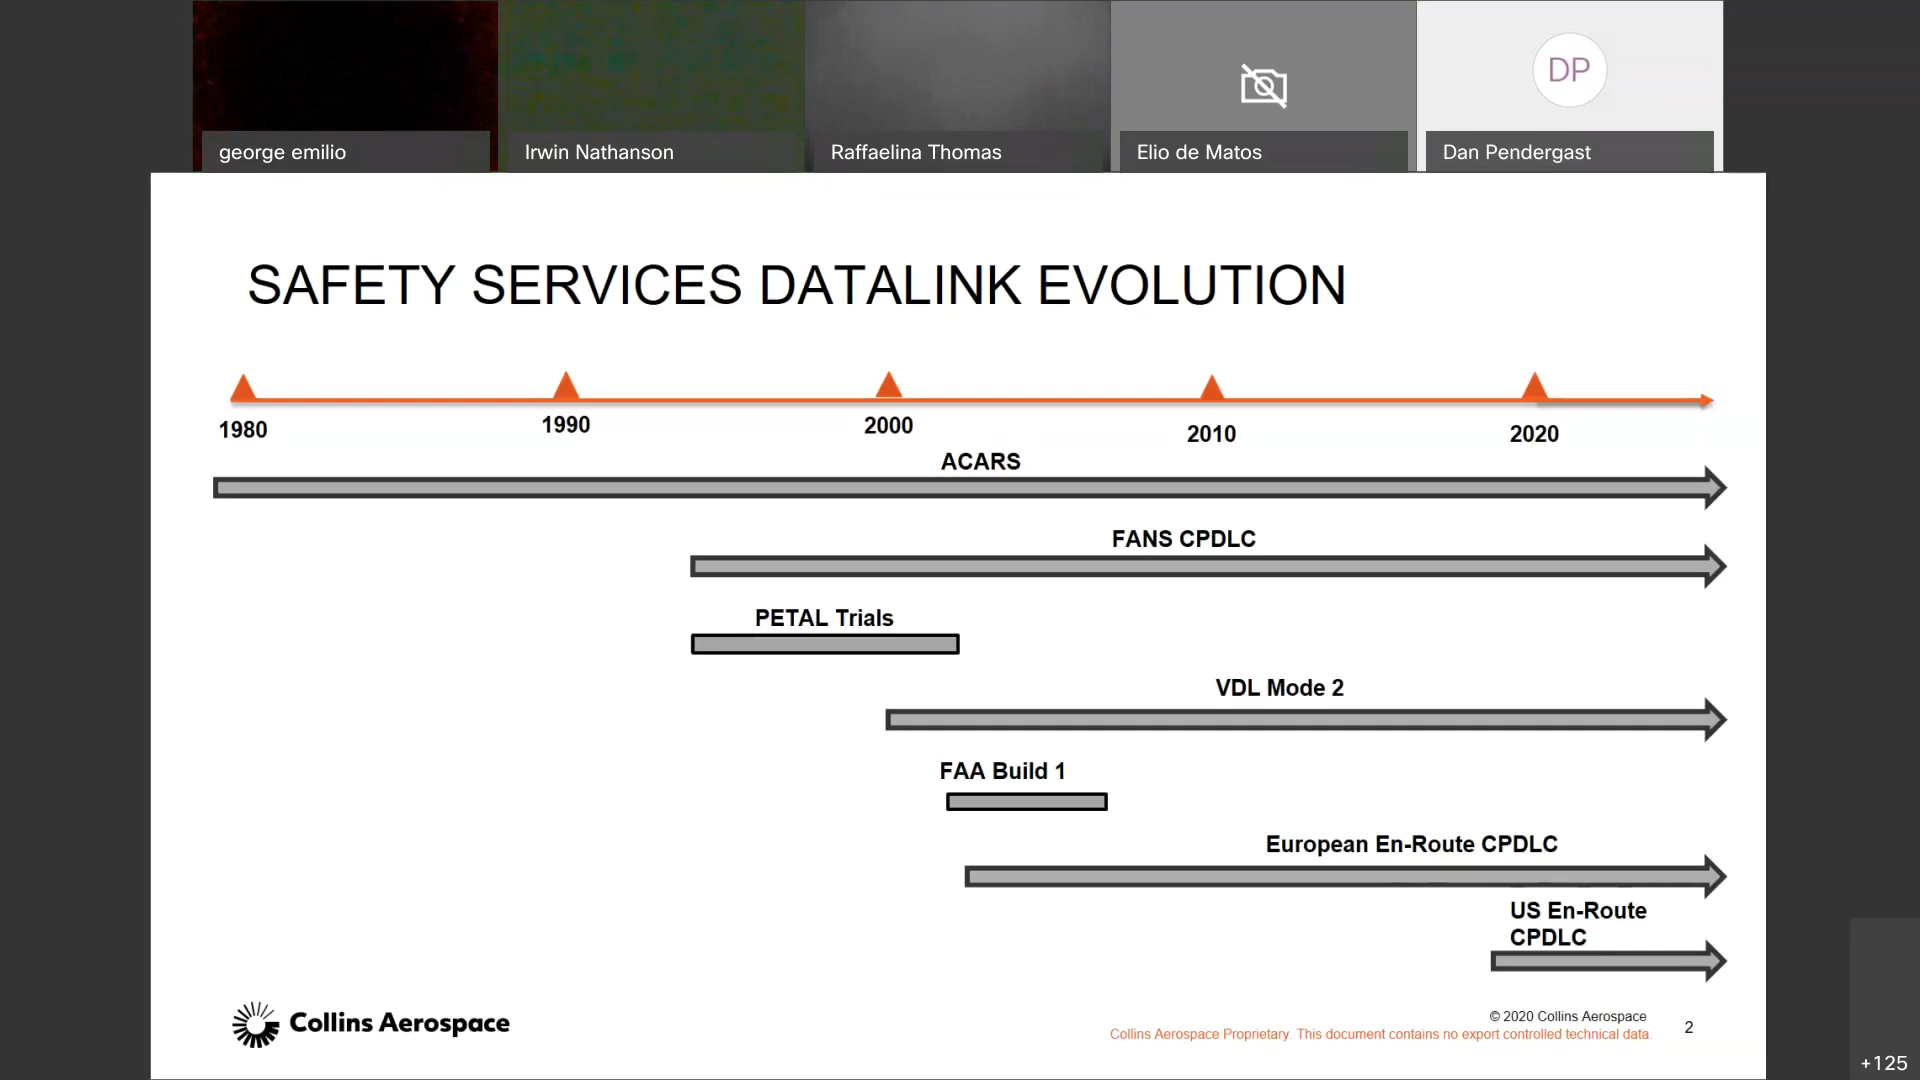 george emilio
Irwin Nathanson
Raffaelina Thomas
Elio de Matos
DP
Dan Pendergast
SAFETY SERVICES DATALINK EVOLUTION
1980
1990
2000
2010
2020
ACARS
FANS CPDLC
PETAL Trials
VDL Mode 2
FAA Build 1
European En-Route CPDLC
US En-Route
CPDLC
Collins Aerospace
© 2020 Collins Aerospace
Collins Aerospace Proprietary. This document contains no export controlled technical data.
2
+125